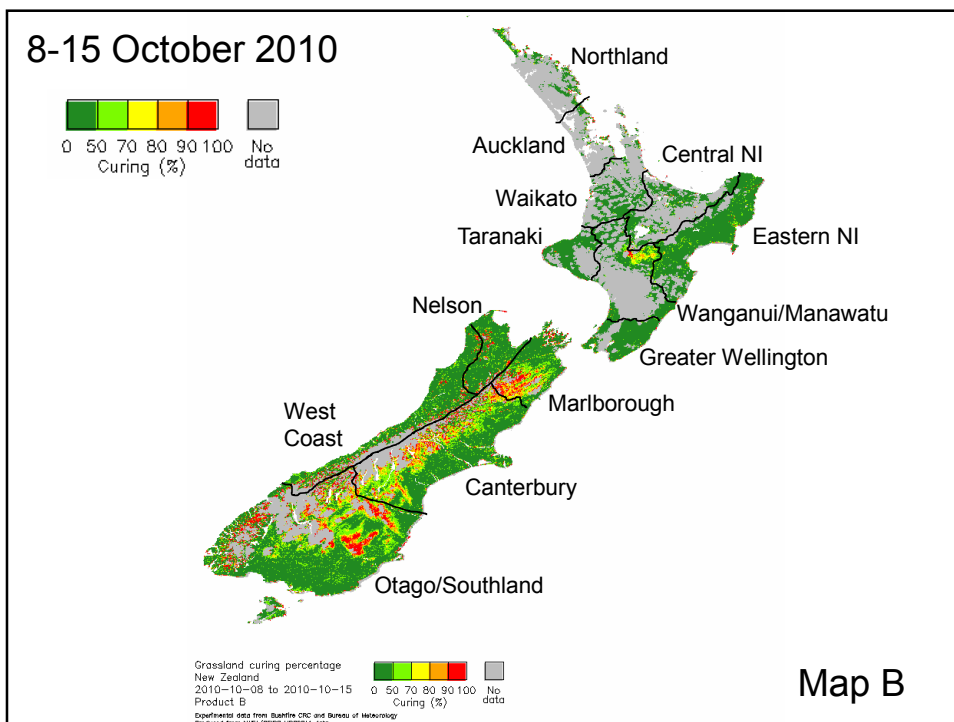 8-15 October 2010
0 50 70 80 90 100
Curing (%)
No
data
Northland
Auckland
Central NI
Waikato
Taranaki
Eastern NI
Nelson
Wanganui/Manawatu
Greater Wellington
Marlborough
West
Coast
Canterbury
Otago/Southland
Grassland curing percentage
New Zealand
2010-10-08 to 2010-10-15
Product B
0 50 70 80 90 100
Curing (%)
No
data
Experimental data from Bushfire CRC and Bureau of Meteorology
Map B